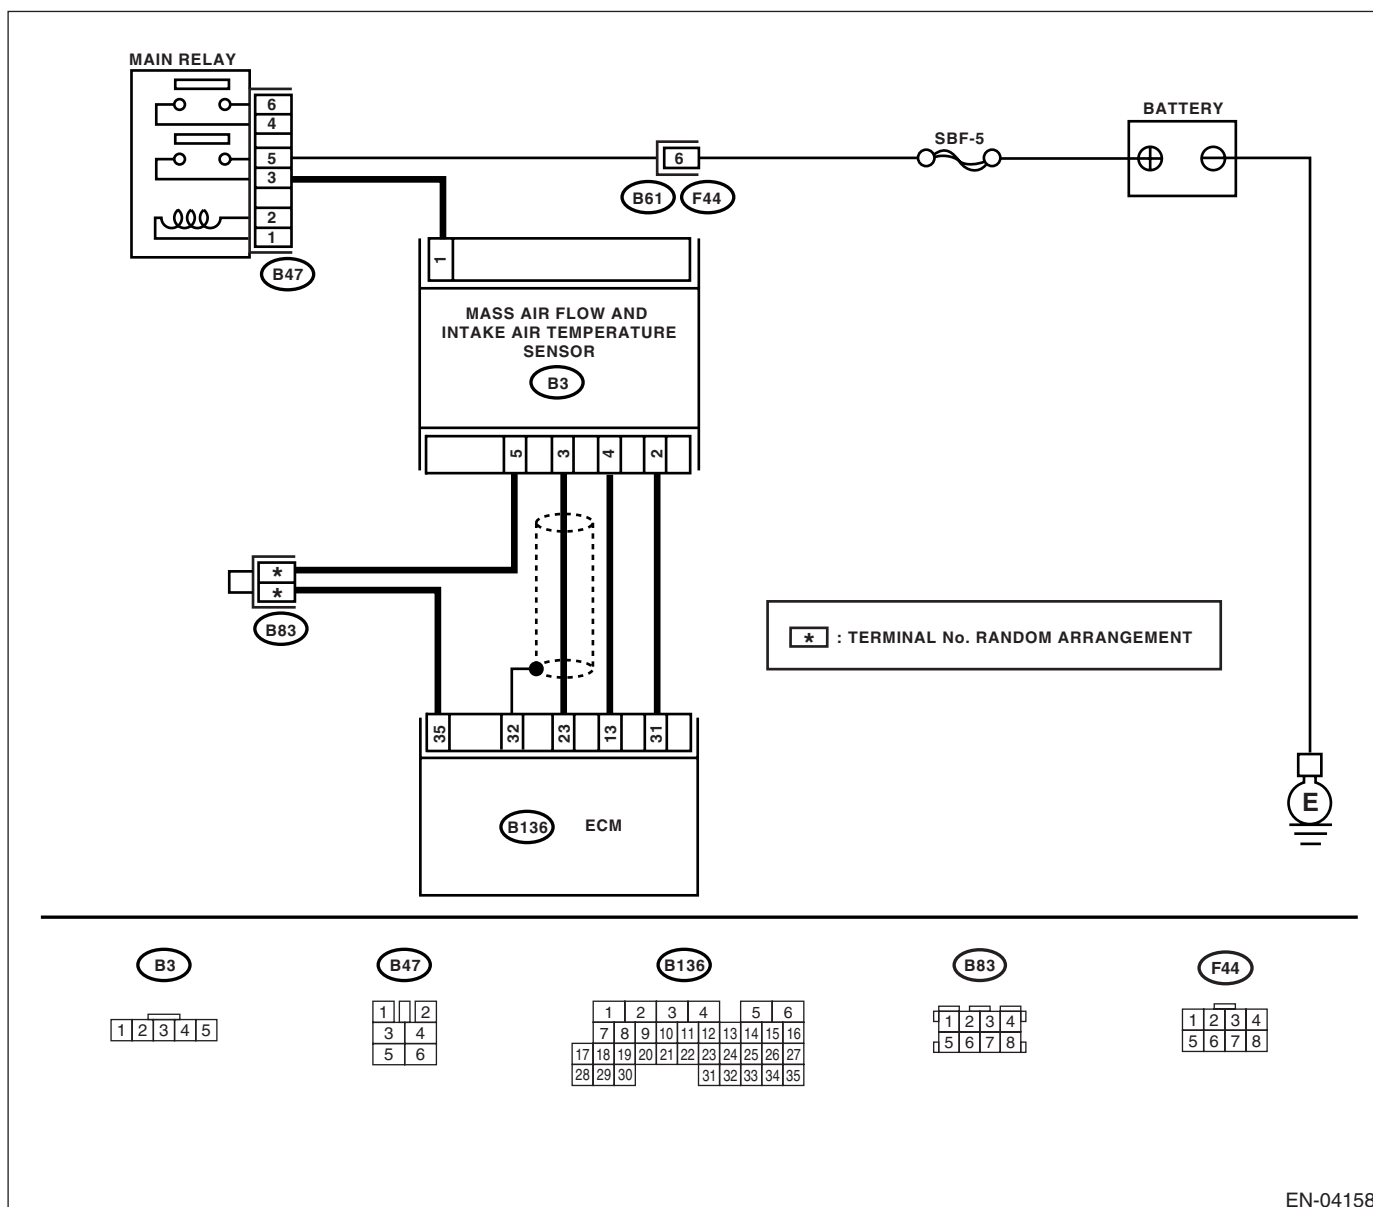 MAIN RELAY
6
4
5
3
2
1
B47
6
B61 F44
SBF-5
BATTERY
1
MASS AIR FLOW AND
INTAKE AIR TEMPERATURE
SENSOR
B3
5 3 4 2
*
*
B83
* : TERMINAL No. RANDOM ARRANGEMENT
35 32 23 13 31
B136 ECM
E
B3
1 2 3 4 5
B47
1 2
3 4
5 6
B136
1 2 3 4 5 6
7 8 9 10 11 12 13 14 15 16
17 18 19 20 21 22 23 24 25 26 27
28 29 30 31 32 33 34 35
B83
1 2 3 4
5 6 7 8
F44
1 2 3 4
5 6 7 8
EN-04158